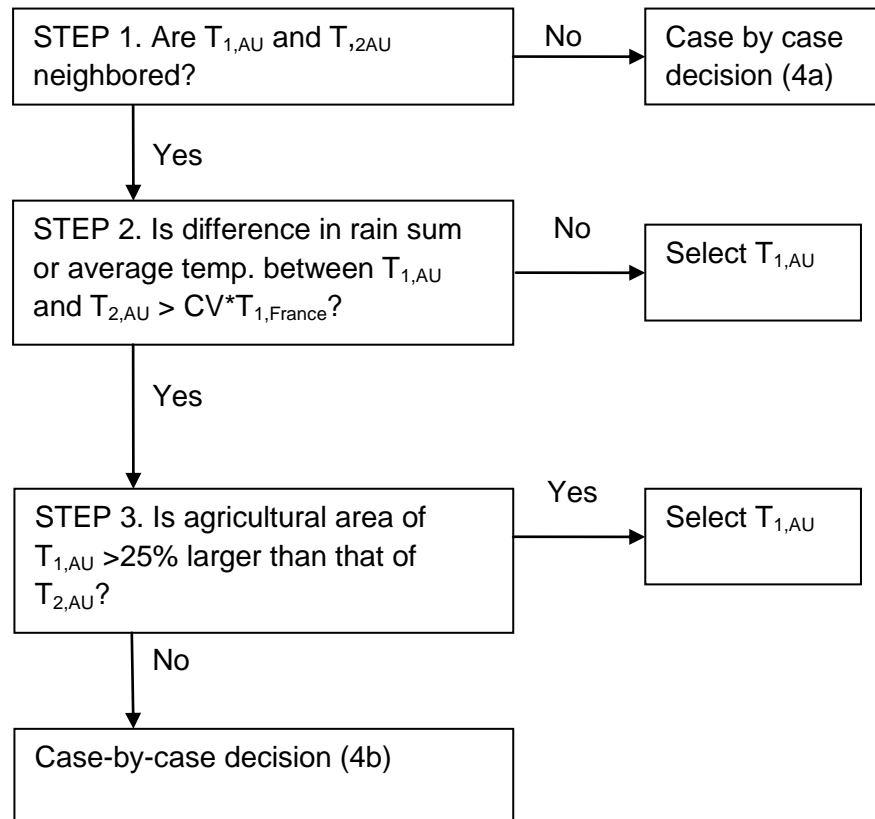 STEP 1. Are T1,AU and T,2AU
neighbored?
No
Case by case
decision (4a)
Yes
STEP 2. Is difference in rain sum
or average temp. between T1,AU
and T2,AU > CV*T1,France?
No
Select T1,AU
Yes
STEP 3. Is agricultural area of
T1,AU >25% larger than that of
T2,AU?
Yes
Select T1,AU
No
Case-by-case decision (4b)